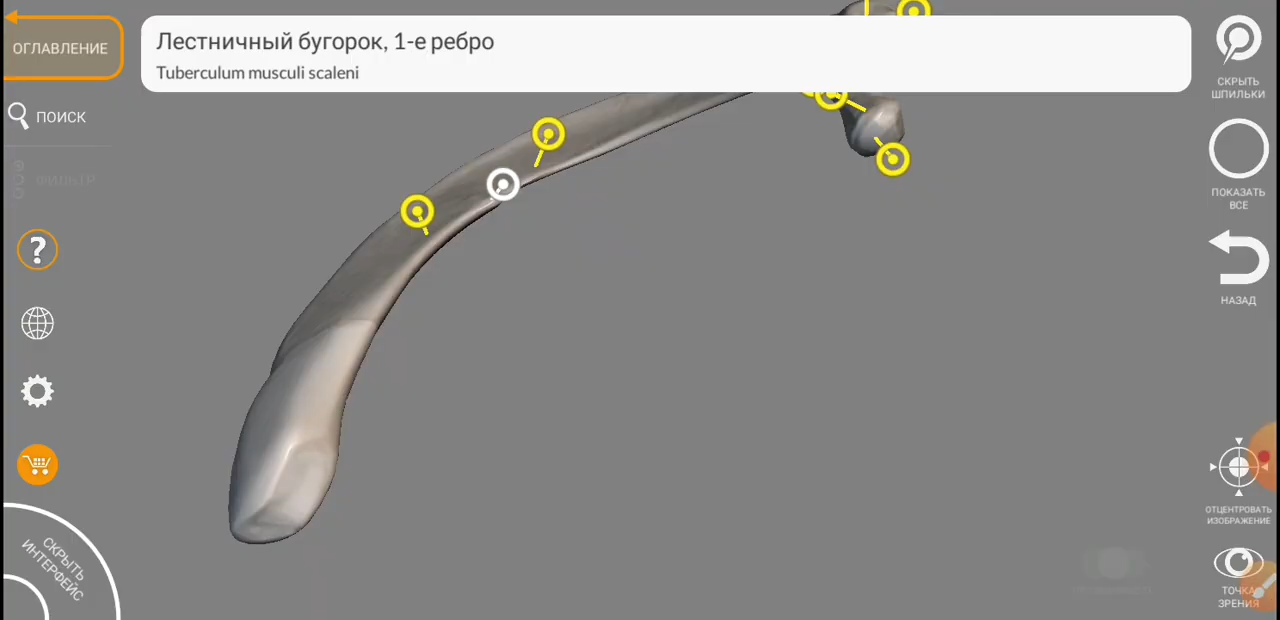 ОГЛАВЛЕНИЕ
Лестничный бугорок, 1-е ребро
Tuberculum musculi scaleni
ПОИСК
ФИЛЬТР
?
СКРЫТЬ
ИНТЕРФЕЙС
СКРЫТЬ
ШПИЛЬКИ
ПОКАЗАТЬ
ВСЕ
НАЗАД
ОТЦЕНТРОВАТЬ
ИЗОБРАЖЕНИЕ
ТОЧКА
ЗРЕНИЯ